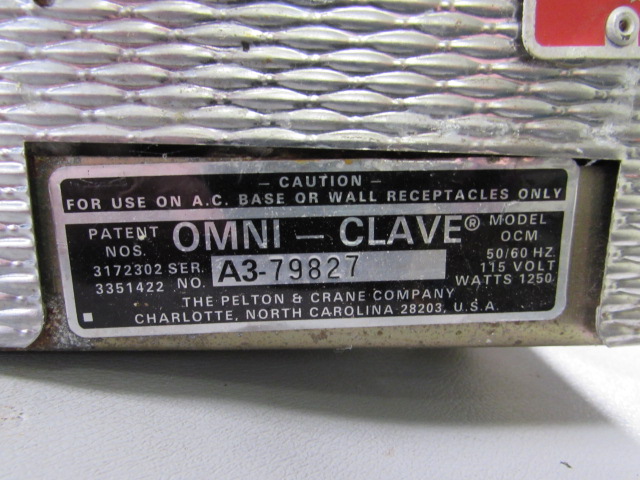 — CAUTION —
FOR USE ON A.C. BASE OR WALL RECEPTACLES ONLY
PATENT NOS. 3172302 3351422
OMNI — CLAVE®
SER. NO. A3-79827
MODEL OCM
50/60 HZ.
115 VOLT
WATTS 1250
THE PELTON & CRANE COMPANY
CHARLOTTE, NORTH CAROLINA 28203, U.S.A.